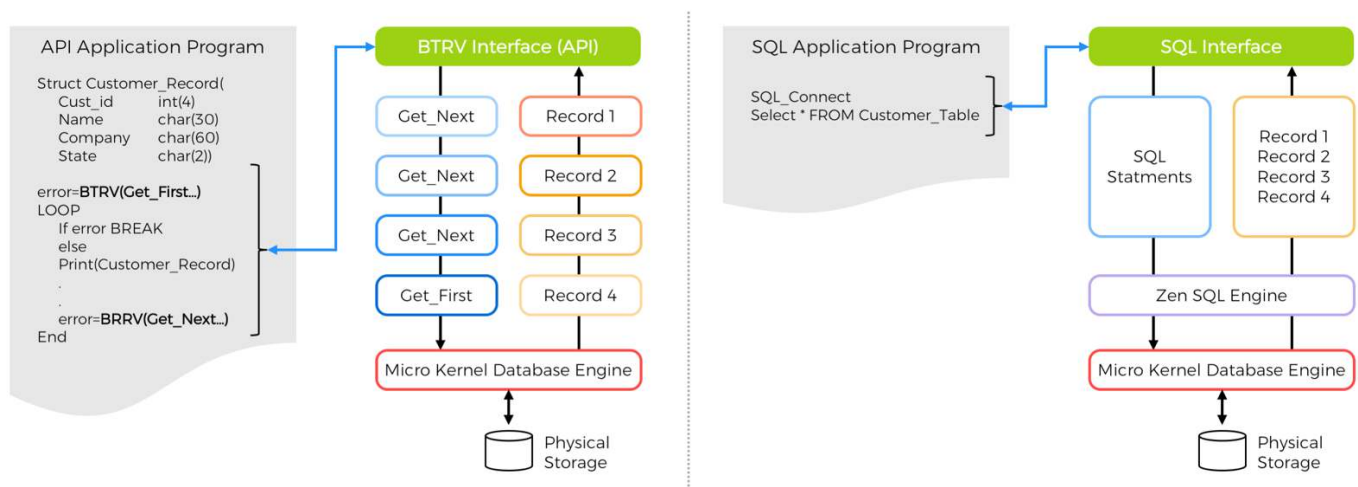 API Application Program
Struct Customer_Record(
Cust_id int(4)
Name char(30)
Company char(60)
State char(2))
error=BTRV(Get_First...)
LOOP
If error BREAK
else
Print(Customer_Record)
.
.
error=BRRV(Get_Next...)
End
BTRV Interface (API)
Get_Next
Record 1
Get_Next
Record 2
Get_Next
Record 3
Get_First
Record 4
Micro Kernel Database Engine
Physical
Storage
SQL Application Program
SQL_Connect
Select * FROM Customer_Table
SQL Interface
SQL
Statments
Record 1
Record 2
Record 3
Record 4
Zen SQL Engine
Micro Kernel Database Engine
Physical
Storage